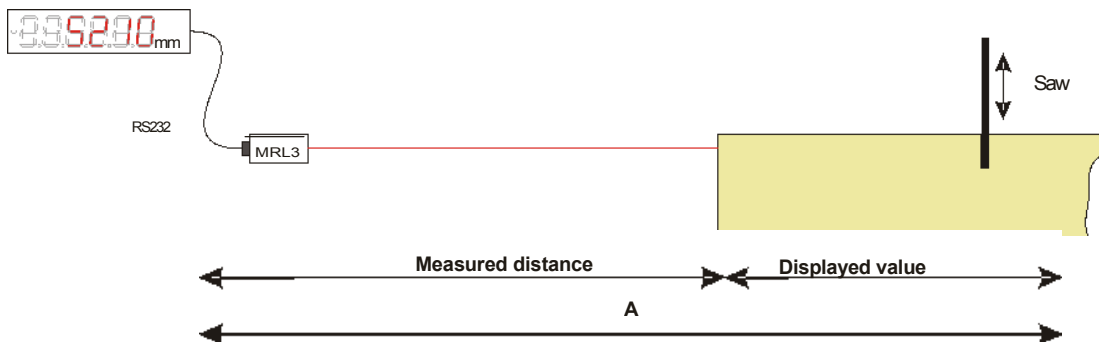 5210mm
Saw
RS232
MRL3
Measured distance
Displayed value
A